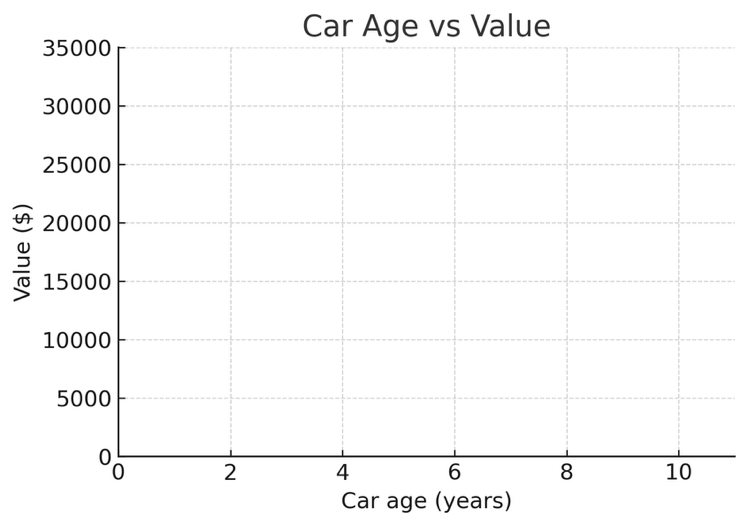 Car Age vs Value
35000
30000
25000
20000
15000
10000
5000
0
Value ($)
0 2 4 6 8 10
Car age (years)